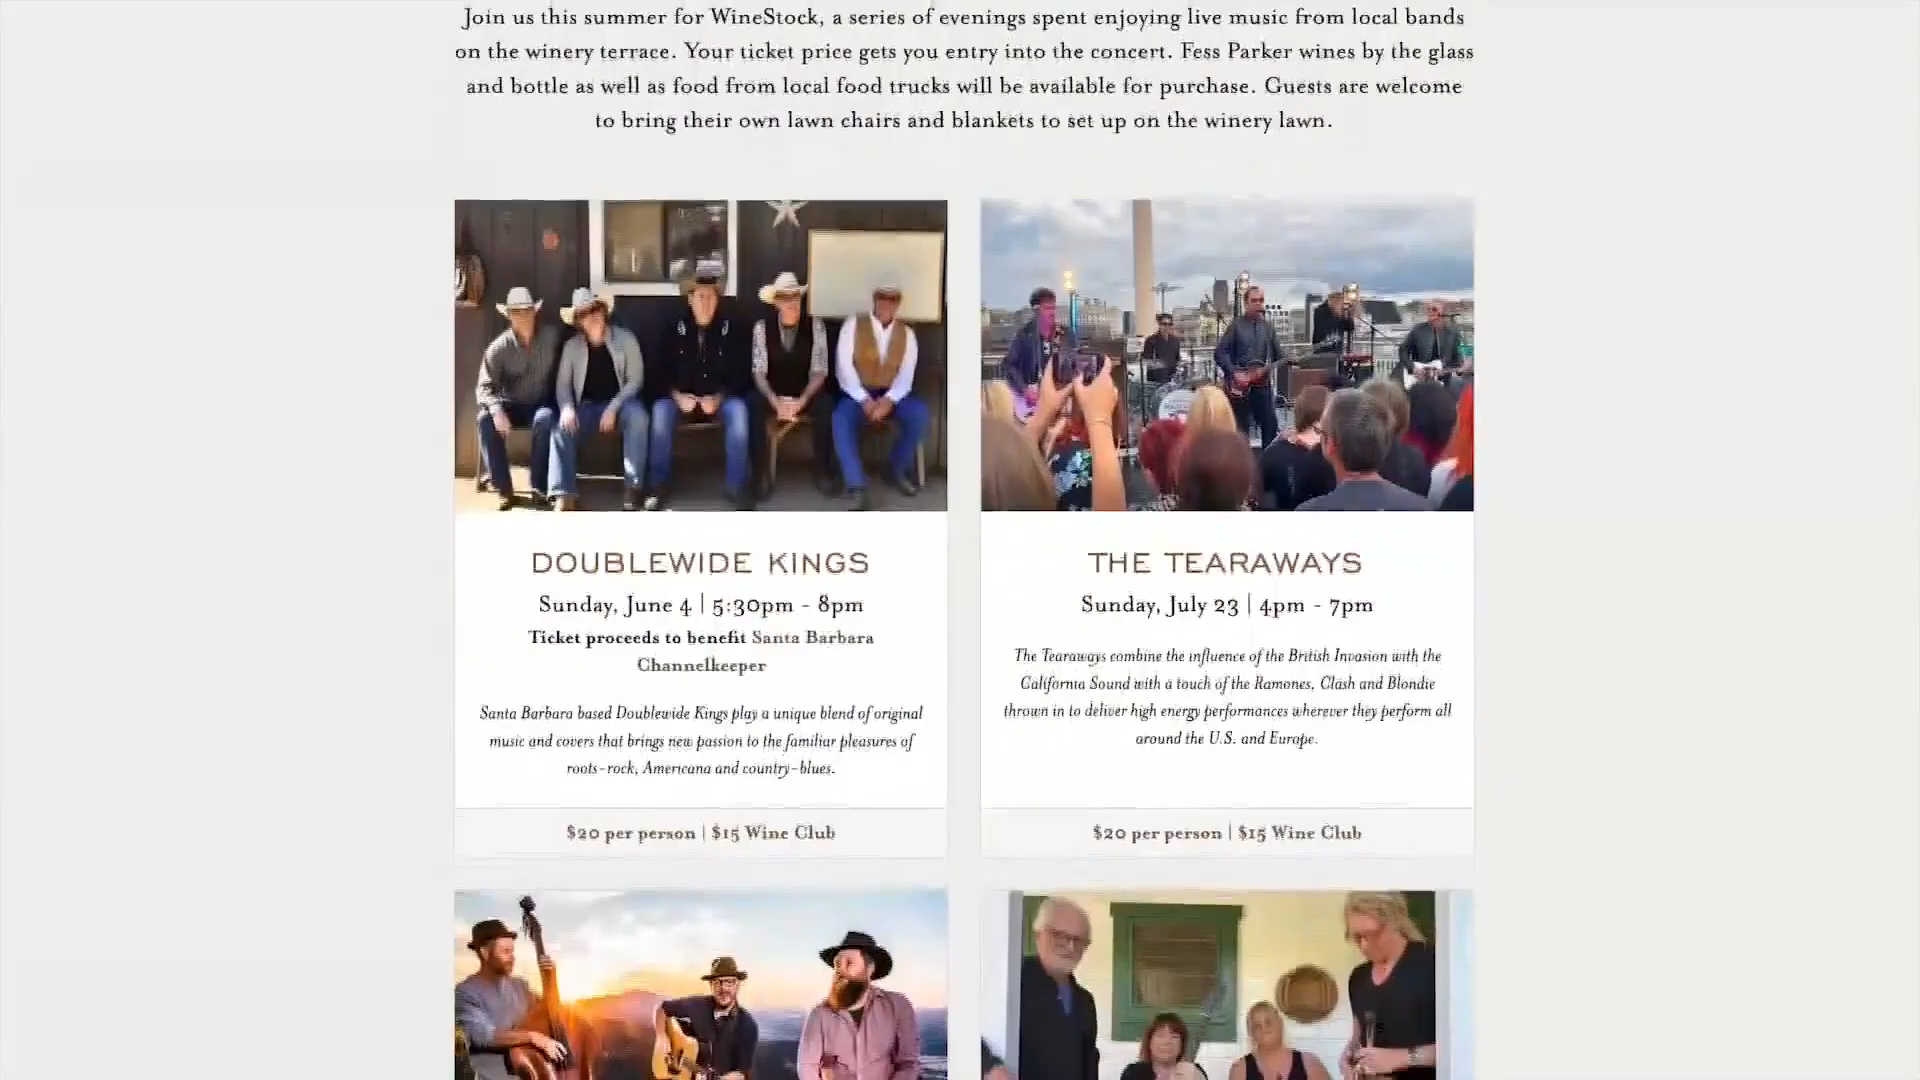 Join us this summer for WineStock, a series of evenings spent enjoying live music from local bands
on the winery terrace. Your ticket price gets you entry into the concert. Fess Parker wines by the glass
and bottle as well as food from local food trucks will be available for purchase. Guests are welcome
to bring their own lawn chairs and blankets to set up on the winery lawn.
DOUBLEWIDE KINGS
Sunday, June 4 | 5:30pm - 8pm
Ticket proceeds to benefit Santa Barbara
Channelkeeper
Santa Barbara based Doublewide Kings play a unique blend of original
music and covers that brings new passion to the familiar pleasures of
roots-rock, Americana and country-blues.
$20 per person | $15 Wine Club
THE TEARAWAYS
Sunday, July 23 | 4pm - 7pm
The Tearaways combine the influence of the British Invasion with the
California Sound with a touch of the Ramones, Clash and Blondie
thrown in to deliver high energy performances wherever they perform all
around the U.S. and Europe.
$20 per person | $15 Wine Club